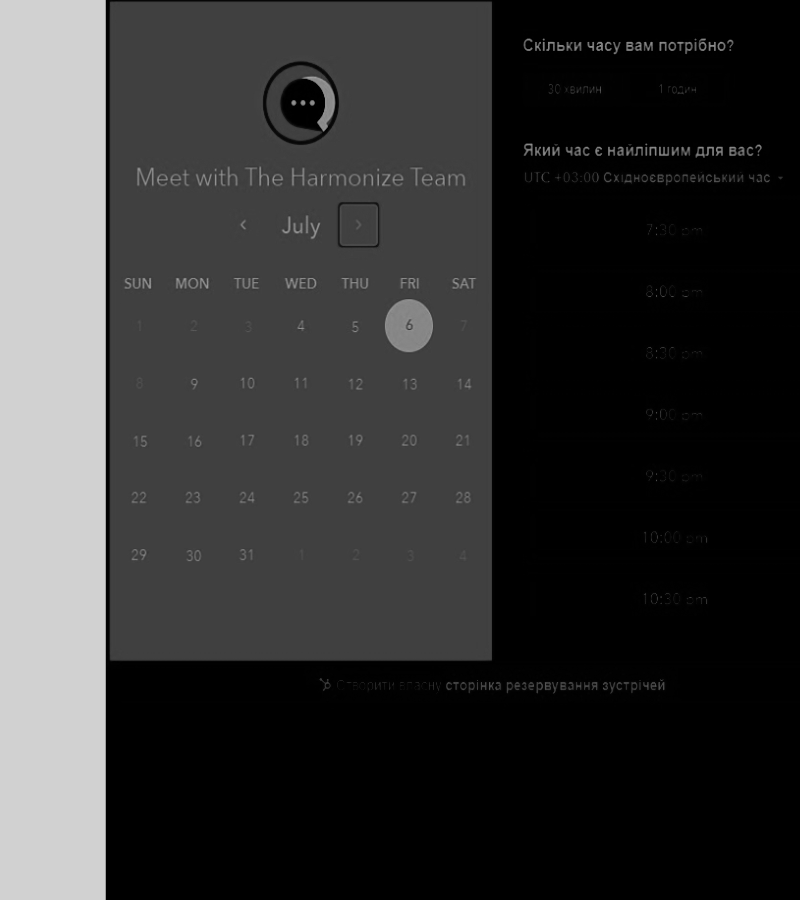 Meet with The Harmonize Team
July
SUN MON TUE WED THU FRI SAT
1 2 3 4 5 6 7
8 9 10 11 12 13 14
15 16 17 18 19 20 21
22 23 24 25 26 27 28
29 30 31 1 2 3 4
Скільки часу вам потрібно?
30 хвилин 1 годин
Який час є найліпшим для вас?
UTC +03:00 Східноєвропейський час
7:30 pm
8:00 pm
8:30 pm
9:00 pm
9:30 pm
10:00 pm
10:30 pm
Створити власну сторінка резервування зустрічей